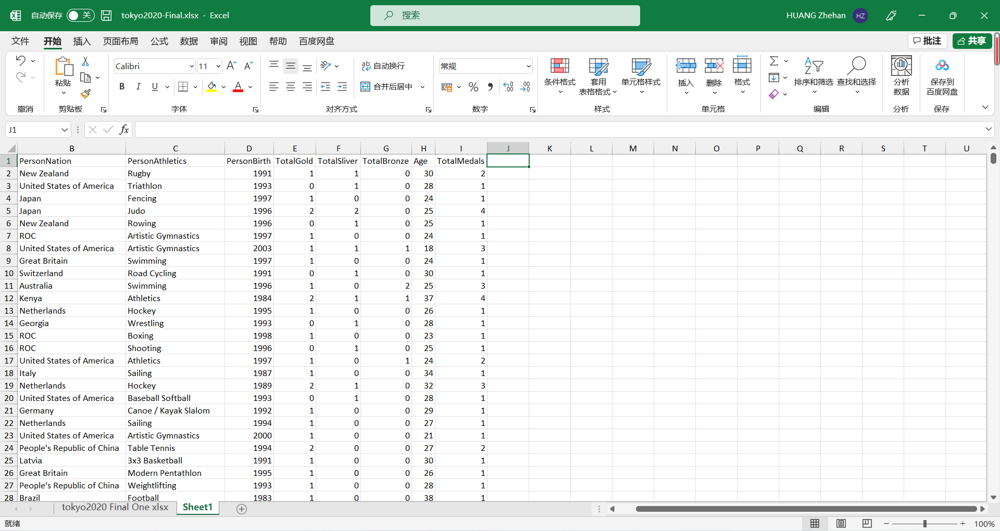 自动保存 关 tokyo2020-Final.xlsx - Excel 搜索 HUANG Zhehan HZ
文件 开始 插入 页面布局 公式 数据 审阅 视图 帮助 百度网盘 批注 共享
Calibri 11 自动换行 常规
粘贴 B I U A 合并后居中 % 条件格式 套用 表格格式 单元格样式 插入 删除 格式 排序和筛选 查找和选择 分析 数据 保存到 百度网盘
撤消 剪贴板 字体 对齐方式 数字 样式 单元格 编辑 分析 保存
J1 fx
B C D E F G H I J K L M N O P Q R S T U
1 PersonNation PersonAthletics PersonBirth TotalGold TotalSliver TotalBronze Age TotalMedals
2 New Zealand Rugby 1991 1 1 0 30 2
3 United States of America Triathlon 1993 0 1 0 28 1
4 Japan Fencing 1997 1 0 0 24 1
5 Japan Judo 1996 2 2 0 25 4
6 New Zealand Rowing 1996 0 1 0 25 1
7 ROC Artistic Gymnastics 1997 1 0 0 24 1
8 United States of America Artistic Gymnastics 2003 1 1 1 18 3
9 Great Britain Swimming 1997 1 0 0 24 1
10 Switzerland Road Cycling 1991 0 1 0 30 1
11 Australia Swimming 1996 1 0 2 25 3
12 Kenya Athletics 1984 2 1 1 37 4
13 Netherlands Hockey 1995 1 0 0 26 1
14 Georgia Wrestling 1993 0 1 0 28 1
15 ROC Boxing 1998 1 0 0 23 1
16 ROC Shooting 1996 0 1 0 25 1
17 United States of America Athletics 1997 1 0 1 24 2
18 Italy Sailing 1987 1 0 0 34 1
19 Netherlands Hockey 1989 2 1 0 32 3
20 United States of America Baseball Softball 1993 0 1 0 28 1
21 Germany Canoe / Kayak Slalom 1992 1 0 0 29 1
22 Netherlands Sailing 1994 1 0 0 27 1
23 United States of America Artistic Gymnastics 2000 1 0 0 21 1
24 People's Republic of China Table Tennis 1994 2 0 0 27 2
25 Latvia 3x3 Basketball 1991 1 0 0 30 1
26 Great Britain Modern Pentathlon 1995 1 0 0 26 1
27 People's Republic of China Weightlifting 1993 1 0 0 28 1
28 Brazil Football 1983 1 0 0 38 1
tokyo2020 Final One xlsx Sheet1
就绪 100%